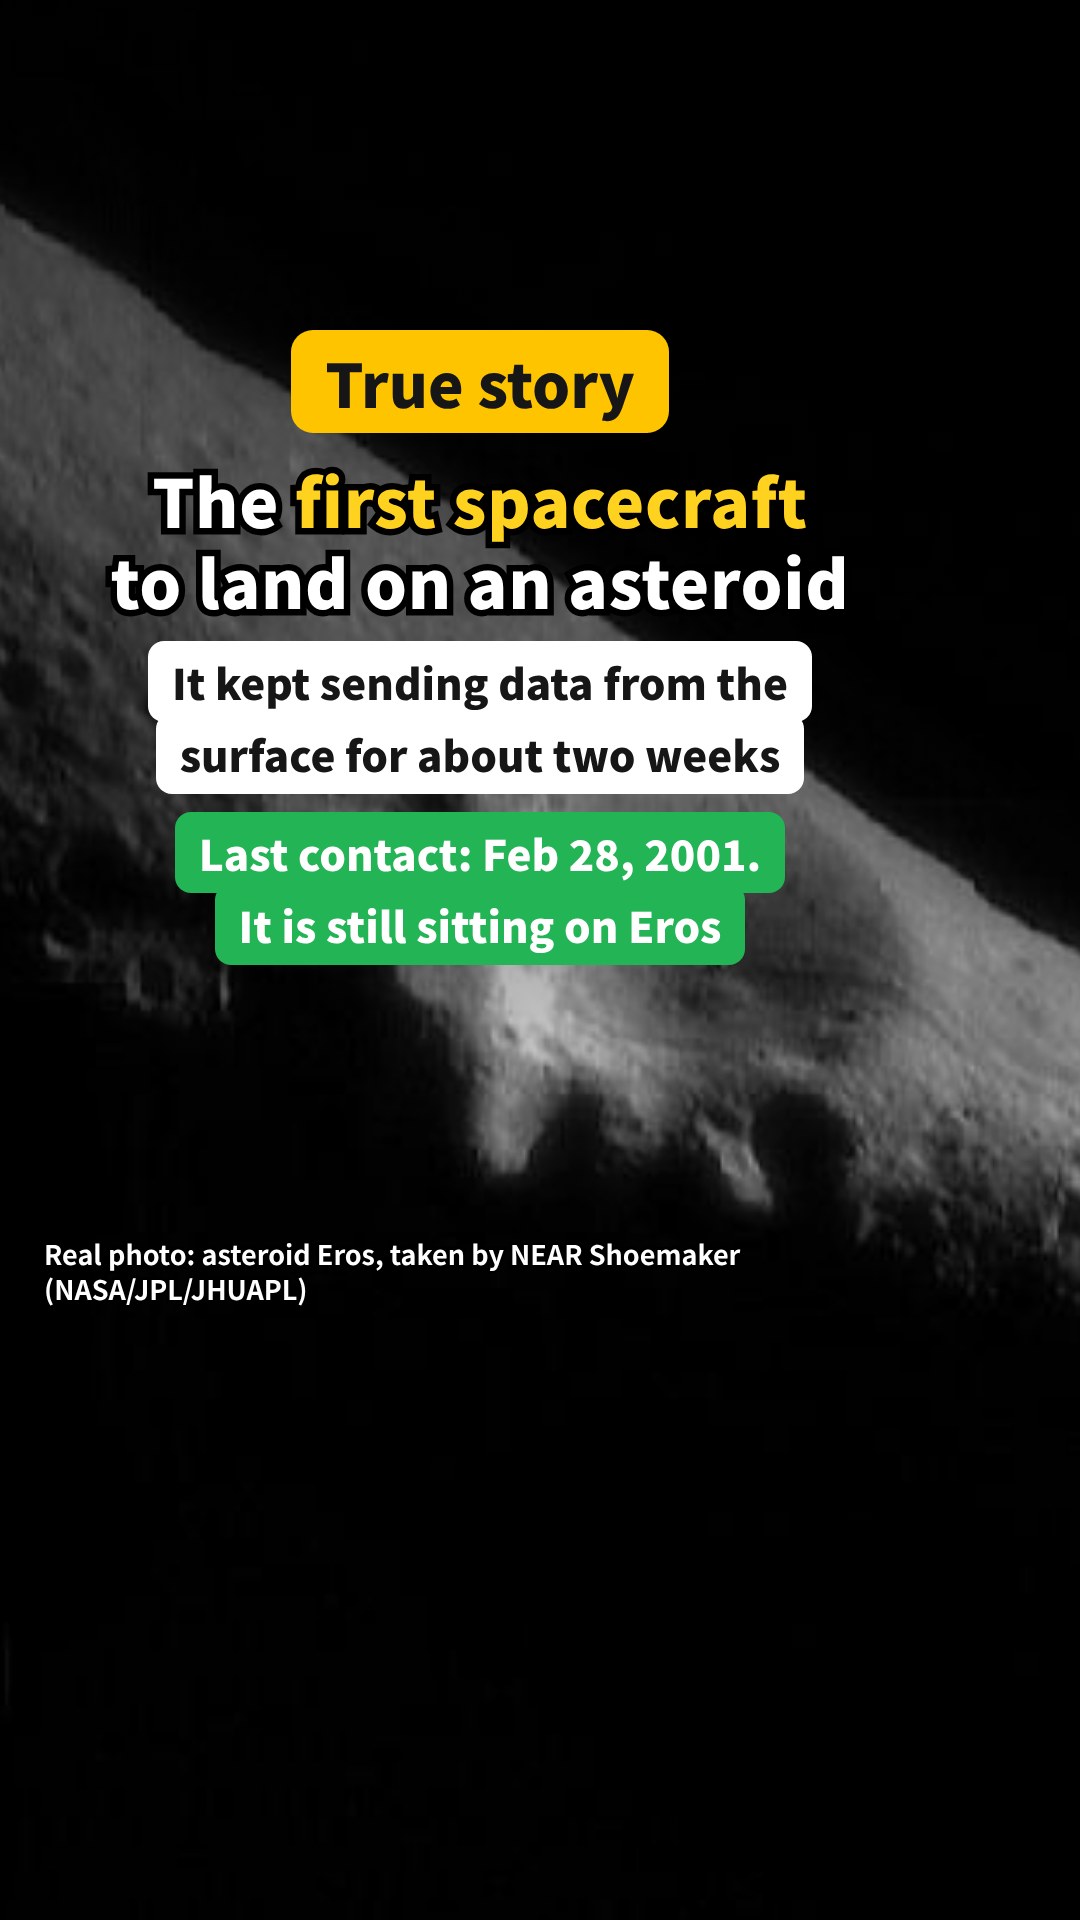 True story
The first spacecraft
to land on an asteroid
It kept sending data from the
surface for about two weeks
Last contact: Feb 28, 2001.
It is still sitting on Eros
Real photo: asteroid Eros, taken by NEAR Shoemaker
(NASA/JPL/JHUAPL)